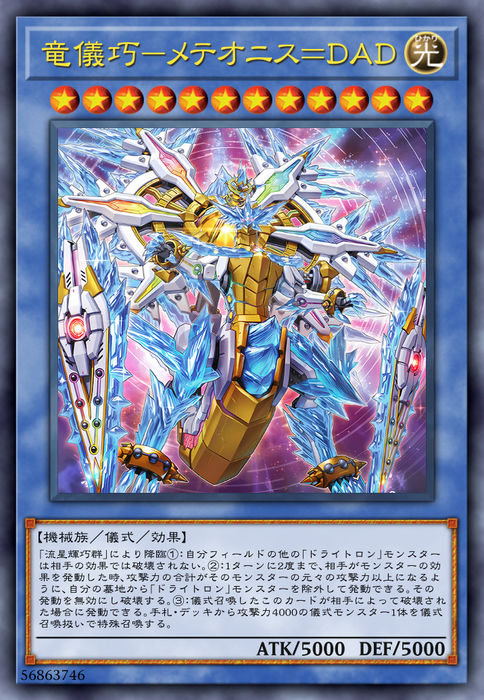 竜儀巧－メテオニス＝DAD
ひかり
光
【機械族／儀式／効果】
「流星輝巧群」により降臨①:自分フィールドの他の「ドライトロン」モンスター
は相手の効果では破壊されない。②:1ターンに2度まで、相手がモンスターの効果
を発動した時、攻撃力の合計がそのモンスターの元々の攻撃力以上になるよう
に、自分の墓地から「ドライトロン」モンスターを除外して発動できる。その発
動を無効にし破壊する。③:儀式召喚したこのカードが相手によって破壊され
た場合に発動できる。手札・デッキから攻撃力4000の儀式モンスター1体を儀式
召喚扱いで特殊召喚する。
ATK/5000 DEF/5000
56863746